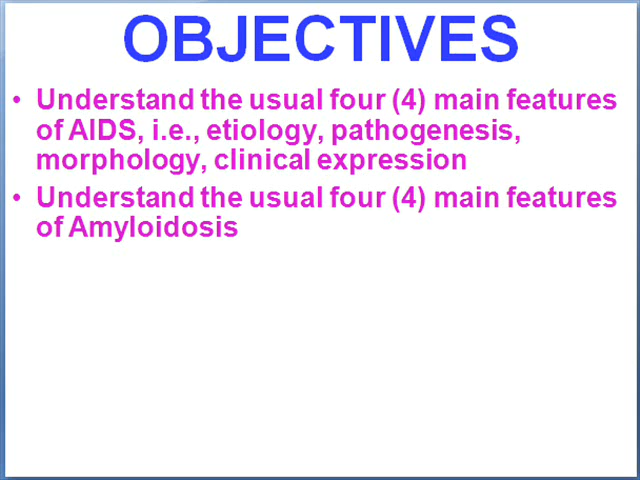 OBJECTIVES
• Understand the usual four (4) main features
of AIDS, i.e., etiology, pathogenesis,
morphology, clinical expression
• Understand the usual four (4) main features
of Amyloidosis